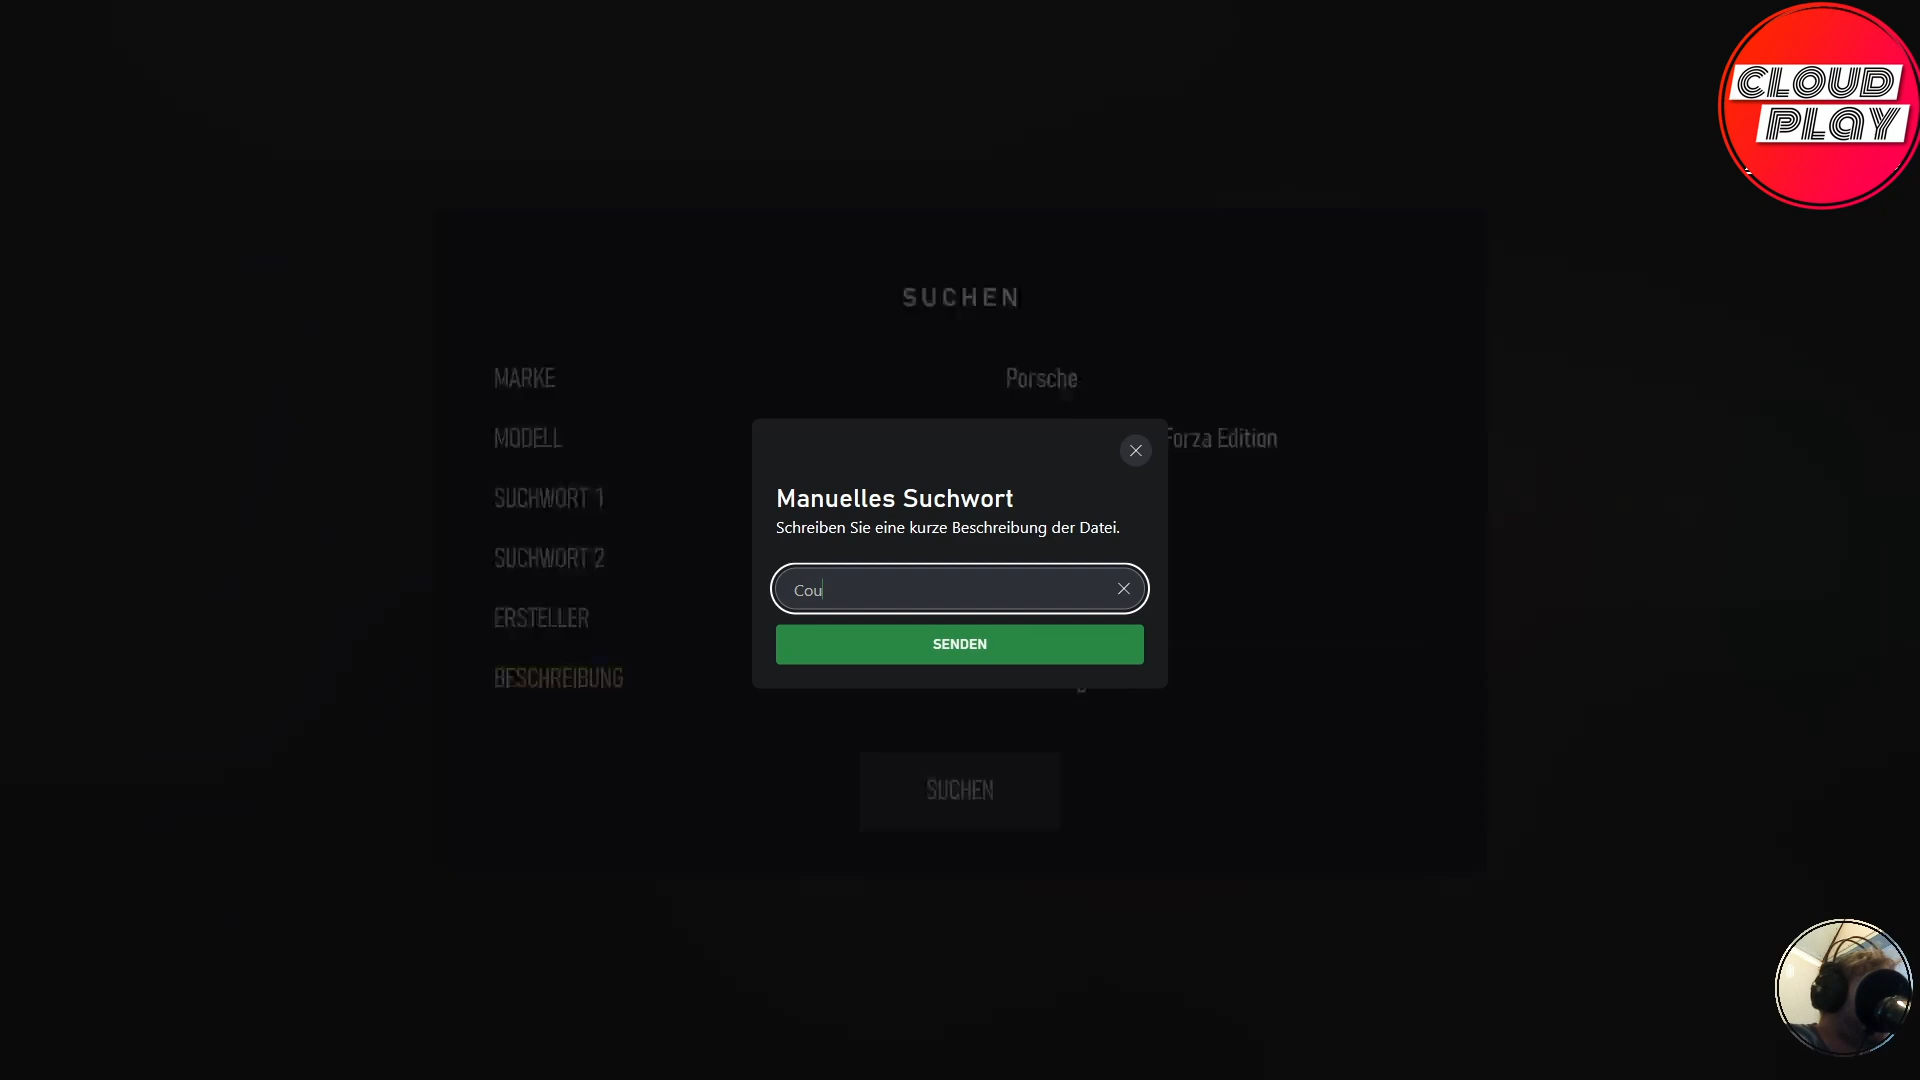 CLOUD
PLAY
SUCHEN
MARKE Porsche
MODELL Forza Edition
SUCHWORT 1
SUCHWORT 2
ERSTELLER
BESCHREIBUNG
Manuelles Suchwort
Schreiben Sie eine kurze Beschreibung der Datei.
Cou
SENDEN
SUCHEN